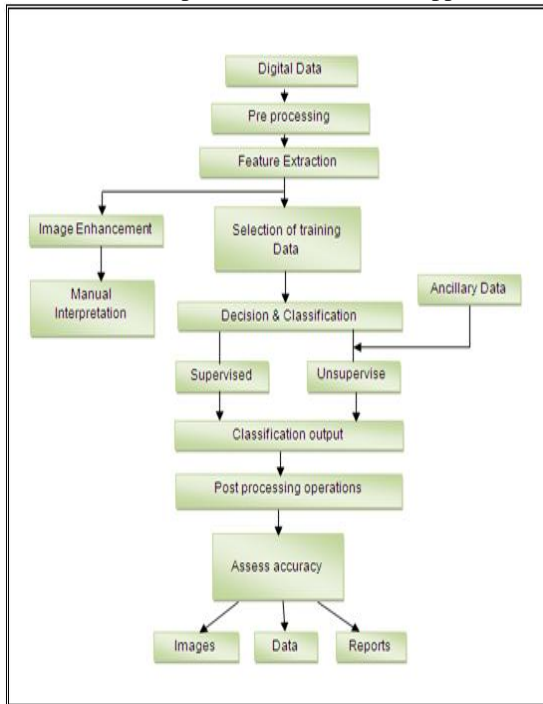 Digital Data
Pre processing
Feature Extraction
Image Enhancement
Selection of training
Data
Manual
Interpretation
Ancillary Data
Decision & Classification
Supervised
Unsupervise
Classification output
Post processing operations
Assess accuracy
Images
Data
Reports